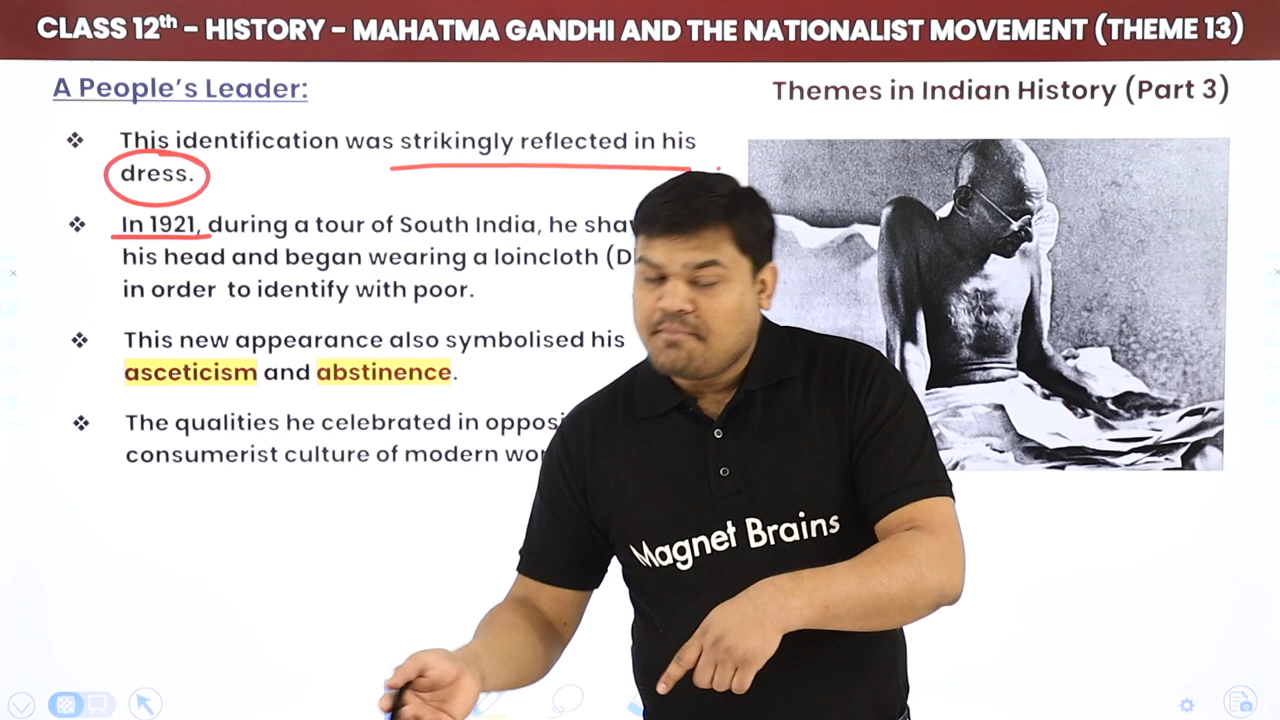 CLASS 12th - HISTORY - MAHATMA GANDHI AND THE NATIONALIST MOVEMENT (THEME 13)
A People's Leader:
Themes in Indian History (Part 3)
❖ This identification was strikingly reflected in his
dress.
❖ In 1921, during a tour of South India, he
his head and began wearing a loincloth
in order to identify with poor.
❖ This new appearance also symbolised his
asceticism and abstinence.
❖ The qualities he celebrated in
consumerist culture of modern
Magnet Brains